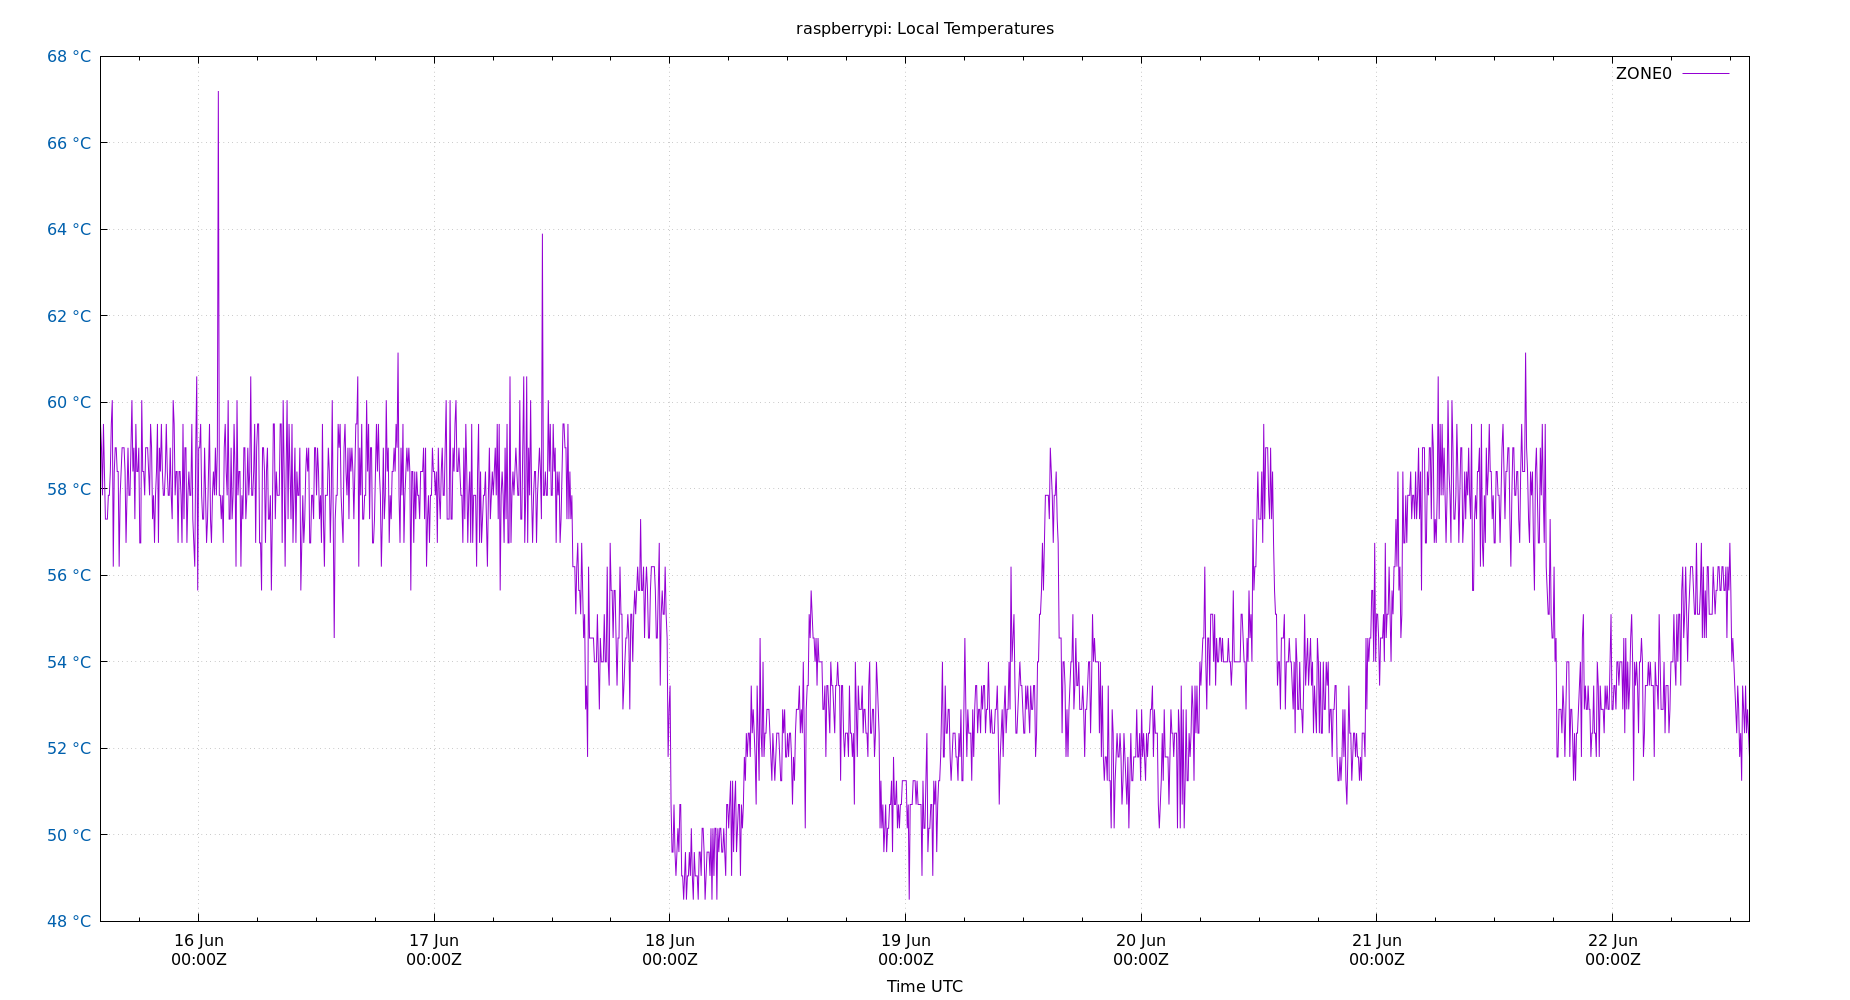 raspberrypi: Local Temperatures
ZONE0
68 °C
66 °C
64 °C
62 °C
60 °C
58 °C
56 °C
54 °C
52 °C
50 °C
48 °C
16 Jun 17 Jun 18 Jun 19 Jun 20 Jun 21 Jun 22 Jun
00:00Z 00:00Z 00:00Z 00:00Z 00:00Z 00:00Z 00:00Z
Time UTC